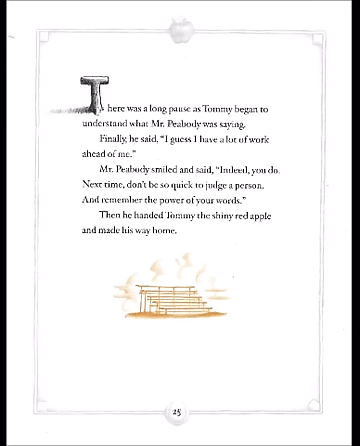 There was a long pause as Tommy began to
understand what Mr. Peabody was saying.
Finally, he said, “I guess I have a lot of work
ahead of me.”
Mr. Peabody smiled and said, “Indeed, you do.
Next time, don’t be so quick to judge a person.
And remember the power of your words.”
Then he handed Tommy the shiny red apple
and made his way home.
25